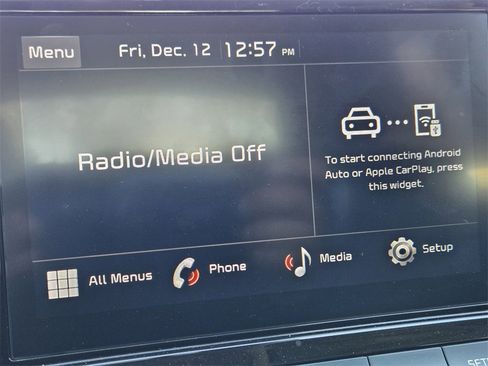 Menu
Fri, Dec. 12
12:57 PM
Radio/Media Off
To start connecting Android
Auto or Apple CarPlay, press
this widget.
All Menus
Phone
Media
Setup